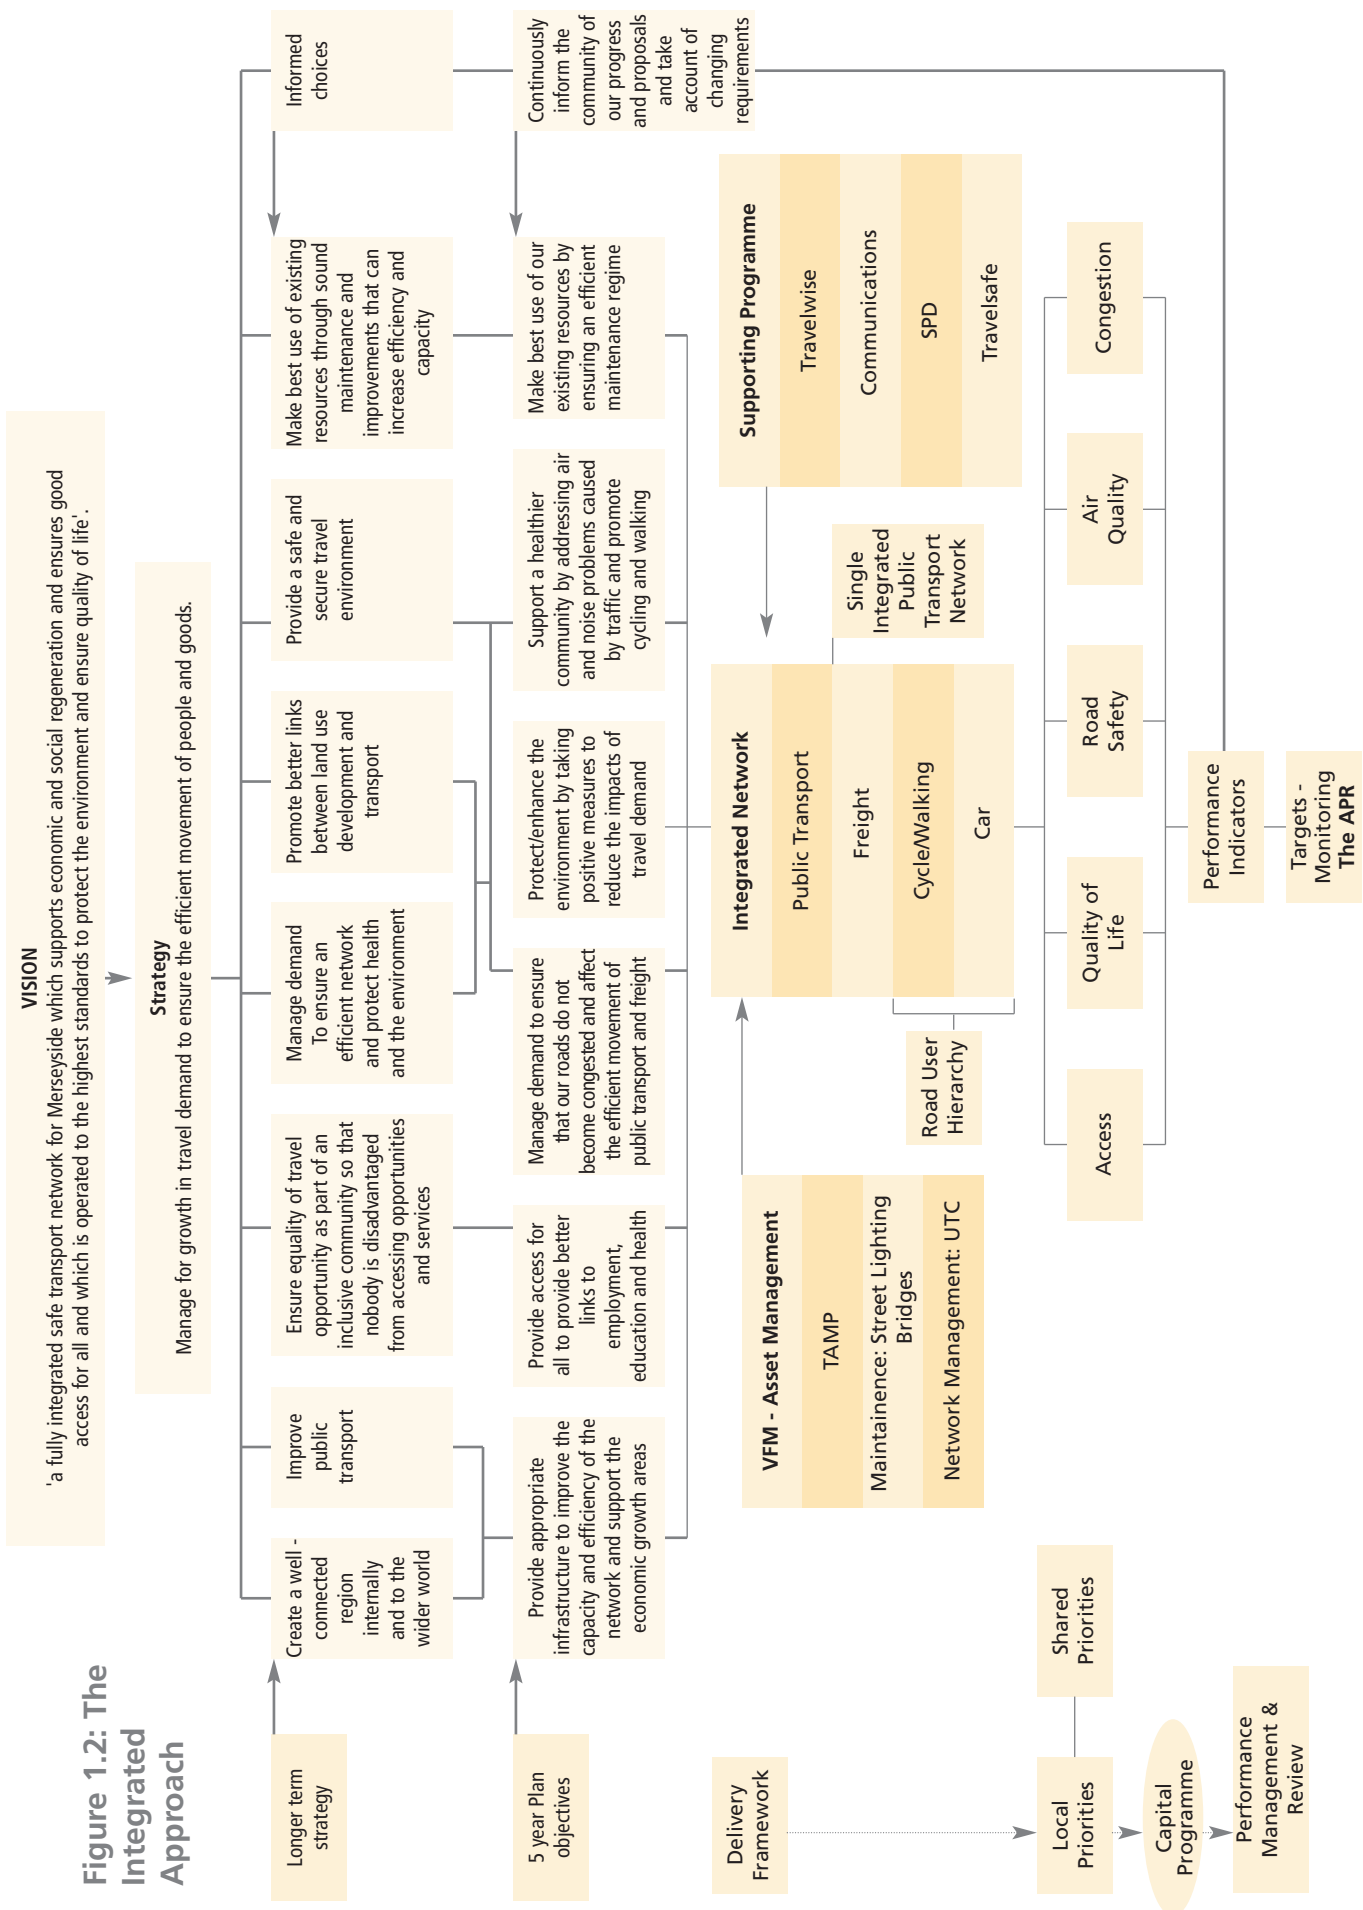 Figure 1.2: The
Integrated
Approach
VISION
'a fully integrated safe transport network for Merseyside which supports economic and social regeneration and ensures good
access for all and which is operated to the highest standards to protect the environment and ensure quality of life'.
Strategy
Manage for growth in travel demand to ensure the efficient movement of people and goods.
Longer term
strategy
Create a well -
connected
region
internally
and to the
wider world
Improve
public
transport
Ensure equality of travel
opportunity as part of an
inclusive community so that
nobody is disadvantaged
from accessing opportunities
and services
Manage demand
To ensure an
efficient network
and protect health
and the environment
Promote better links
between land use
development and
transport
Provide a safe and
secure travel
environment
Make best use of existing
resources through sound
maintenance and
improvements that can
increase efficiency and
capacity
Informed
choices
5 year Plan
objectives
Provide appropriate
infrastructure to improve the
capacity and efficiency of the
network and support the
economic growth areas
Provide access for
all to provide better
links to
employment,
education and health
Manage demand to ensure
that our roads do not
become congested and affect
the efficient movement of
public transport and freight
Protect/enhance the
environment by taking
positive measures to
reduce the impacts of
travel demand
Support a healthier
community by addressing air
and noise problems caused
by traffic and promote
cycling and walking
Make best use of our
existing resources by
ensuring an efficient
maintenance regime
Continuously
inform the
community of
our progress
and proposals
and take
account of
changing
requirements
Delivery
Framework
VFM - Asset Management
TAMP
Maintainence: Street Lighting
Bridges
Network Management: UTC
Integrated Network
Public Transport
Freight
Cycle/Walking
Car
Road User
Hierarchy
Single
Integrated
Public
Transport
Network
Supporting Programme
Travelwise
Communications
SPD
Travelsafe
Local
Priorities
Shared
Priorities
Capital
Programme
Performance
Management &
Review
Access
Quality of
Life
Road
Safety
Air
Quality
Congestion
Performance
Indicators
Targets -
Monitoring
The APR